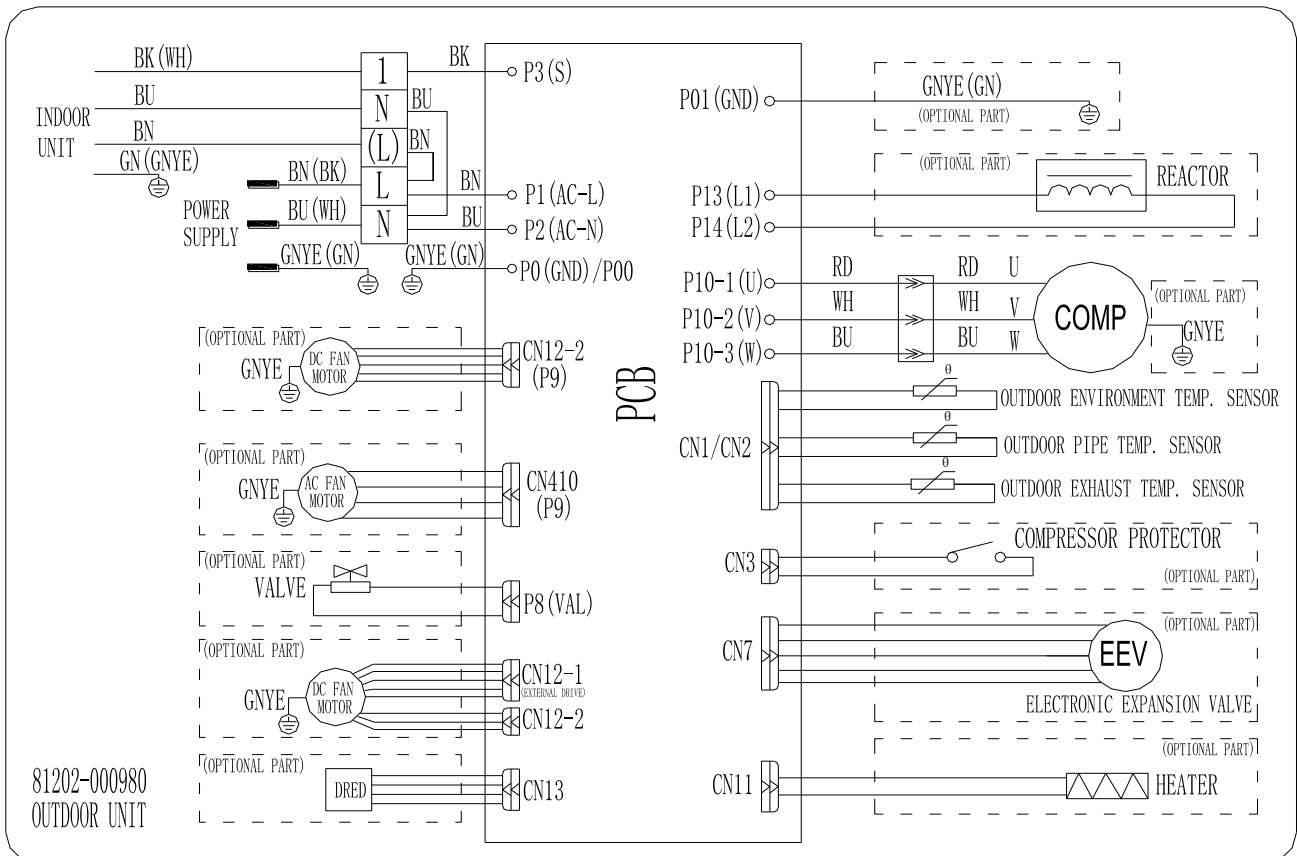 BK(WH)
BU
INDOOR
UNIT
BN
GN(GNYE)
1
N
(L)
L
N
BK
BU
BN
BN
BU
BN(BK)
POWER
SUPPLY
BU(WH)
GNYE(GN)
GNYE(GN)
P3(S)
P1(AC-L)
P2(AC-N)
P0(GND)/P00
(OPTIONAL PART)
GNYE
DC FAN
MOTOR
CN12-2
(P9)
(OPTIONAL PART)
GNYE
AC FAN
MOTOR
CN410
(P9)
(OPTIONAL PART)
VALVE
P8(VAL)
(OPTIONAL PART)
GNYE
DC FAN
MOTOR
CN12-1
(EXTERNAL DRIVE)
CN12-2
(OPTIONAL PART)
DRED
CN13
81202-000980
OUTDOOR UNIT
PCB
P01(GND)
GNYE(GN)
(OPTIONAL PART)
(OPTIONAL PART)
REACTOR
P13(L1)
P14(L2)
P10-1(U)
RD
RD
U
P10-2(V)
WH
WH
V
P10-3(W)
BU
BU
W
COMP
(OPTIONAL PART)
GNYE
CN1/CN2
θ
OUTDOOR ENVIRONMENT TEMP. SENSOR
θ
OUTDOOR PIPE TEMP. SENSOR
θ
OUTDOOR EXHAUST TEMP. SENSOR
CN3
COMPRESSOR PROTECTOR
(OPTIONAL PART)
CN7
(OPTIONAL PART)
EEV
ELECTRONIC EXPANSION VALVE
(OPTIONAL PART)
CN11
HEATER